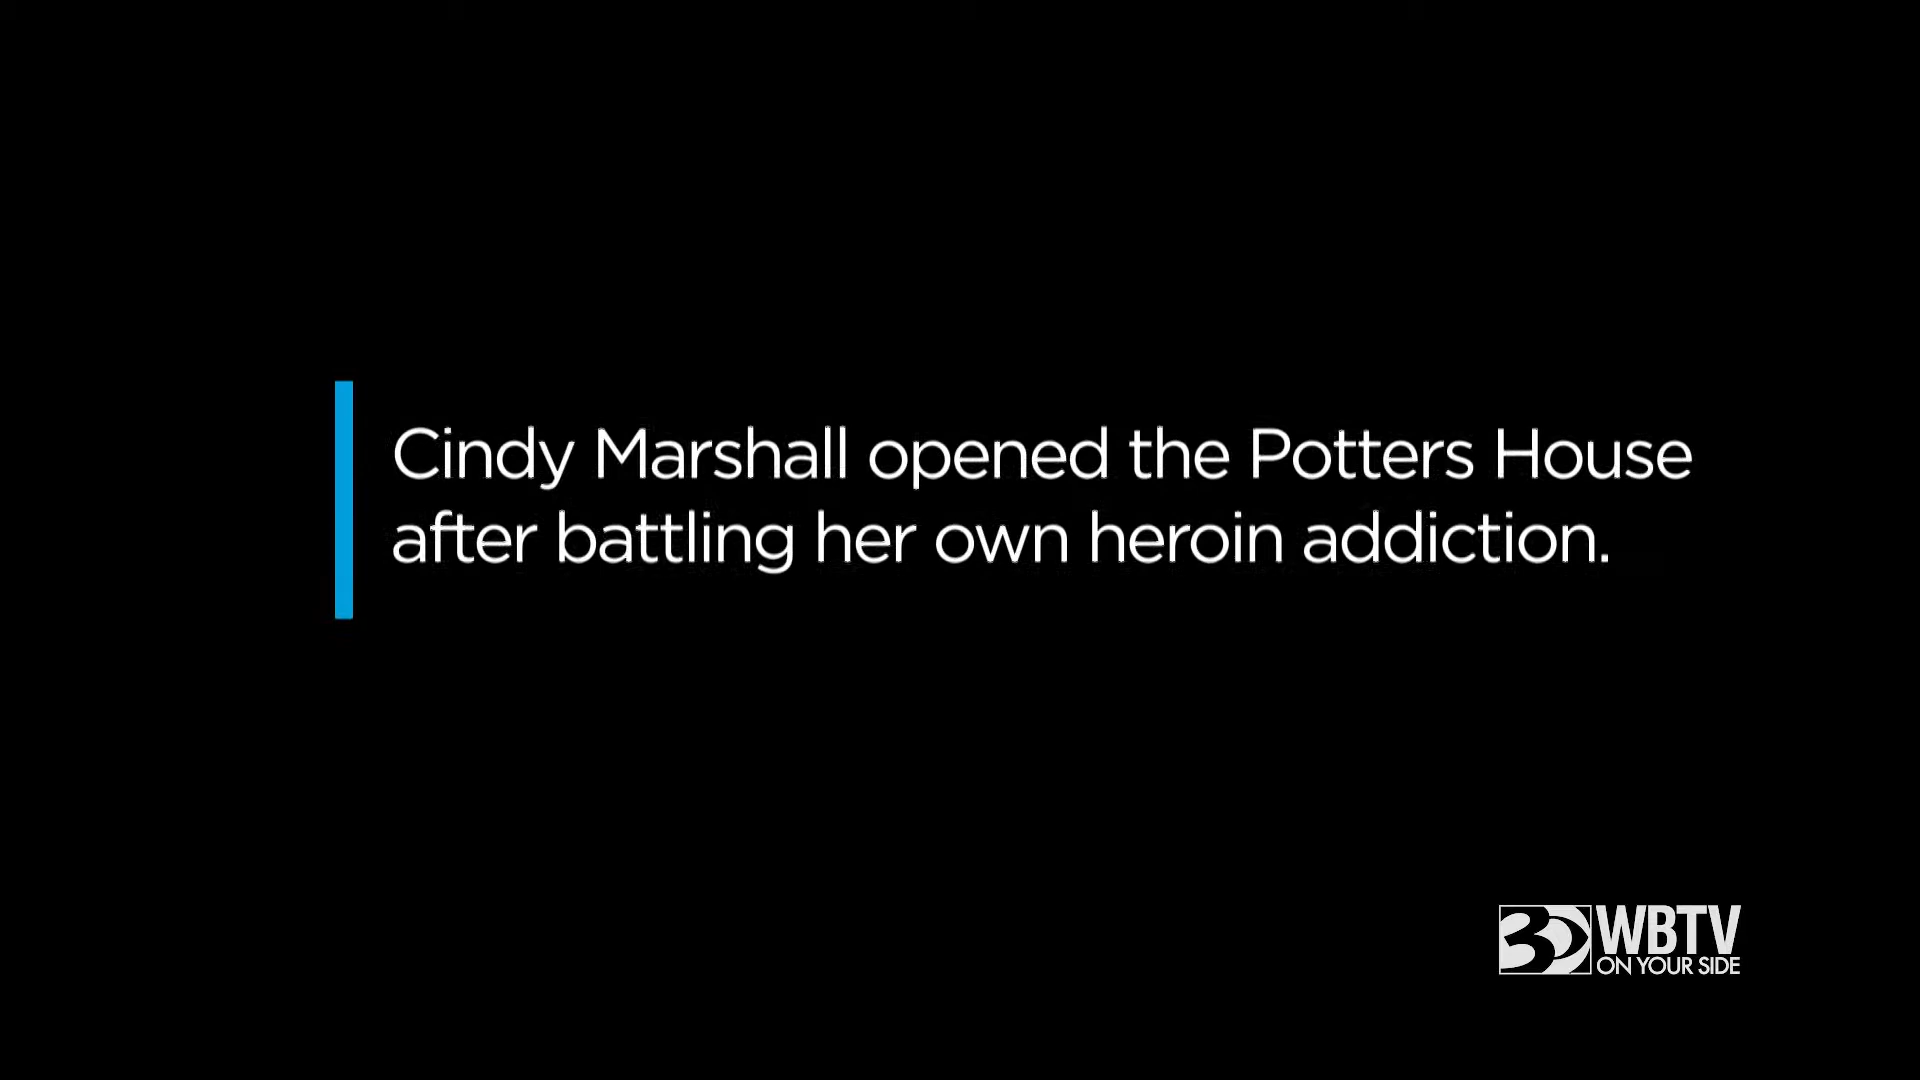 Cindy Marshall opened the Potters House
after battling her own heroin addiction.
3 WBTV
ON YOUR SIDE